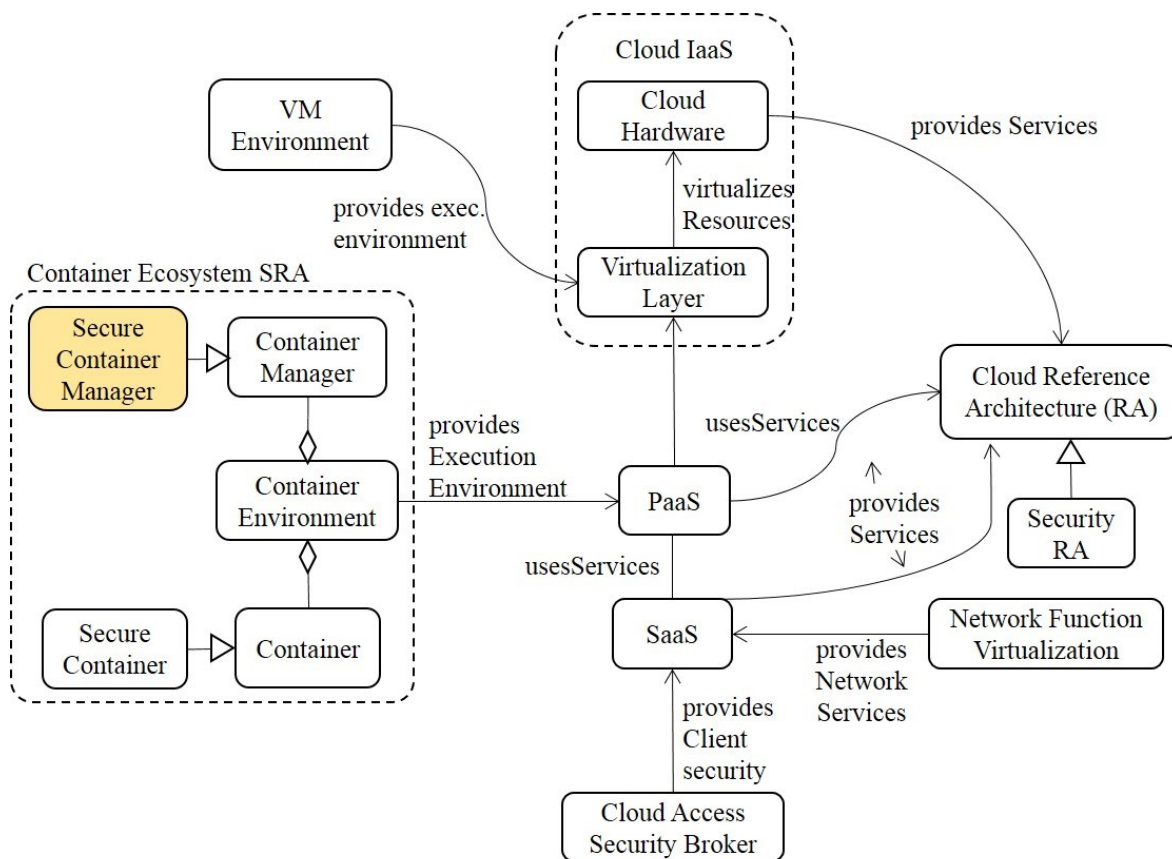 Cloud IaaS
Cloud
Hardware
VM
Environment
provides Services
virtualizes
Resources
provides exec.
environment
Virtualization
Layer
Container Ecosystem SRA
Secure
Container
Manager
Container
Manager
Cloud Reference
Architecture (RA)
usesServices
provides
Execution
Environment
Container
Environment
PaaS
provides
Services
Security
RA
usesServices
Secure
Container
Container
SaaS
Network Function
Virtualization
provides
Network
Services
provides
Client
security
Cloud Access
Security Broker